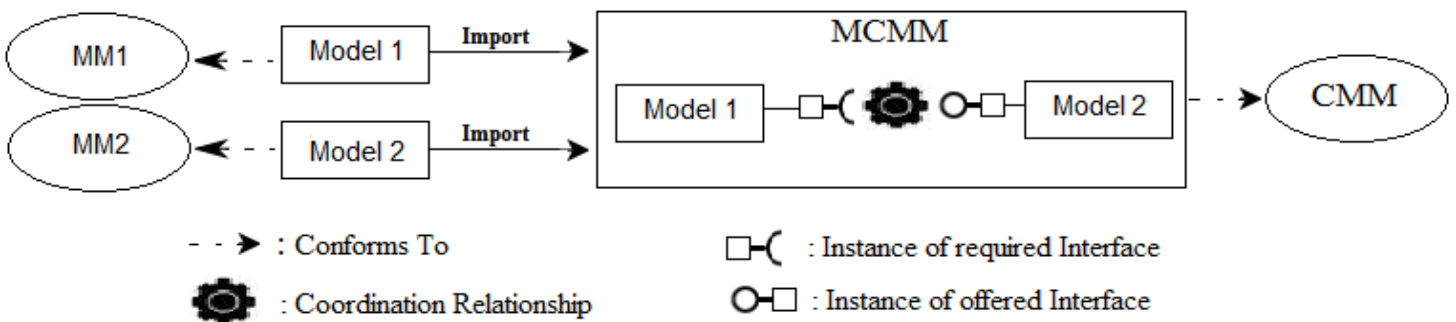 MM1
Model 1
Import
MCMM
Model 1
Model 2
CMM
MM2
Model 2
Import
: Conforms To
: Instance of required Interface
: Coordination Relationship
: Instance of offered Interface